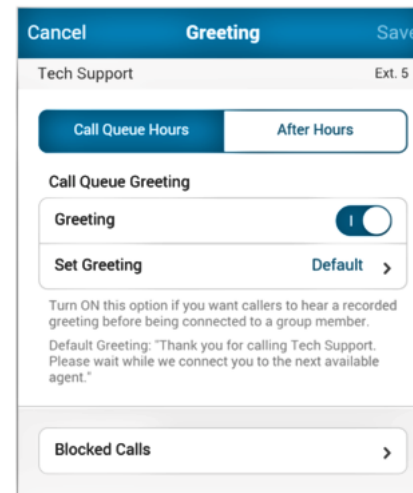 Cancel Greeting Save
Tech Support Ext. 5
Call Queue Hours After Hours
Call Queue Greeting
Greeting I
Set Greeting Default >
Turn ON this option if you want callers to hear a recorded
greeting before being connected to a group member.
Default Greeting: "Thank you for calling Tech Support.
Please wait while we connect you to the next available
agent."
Blocked Calls >